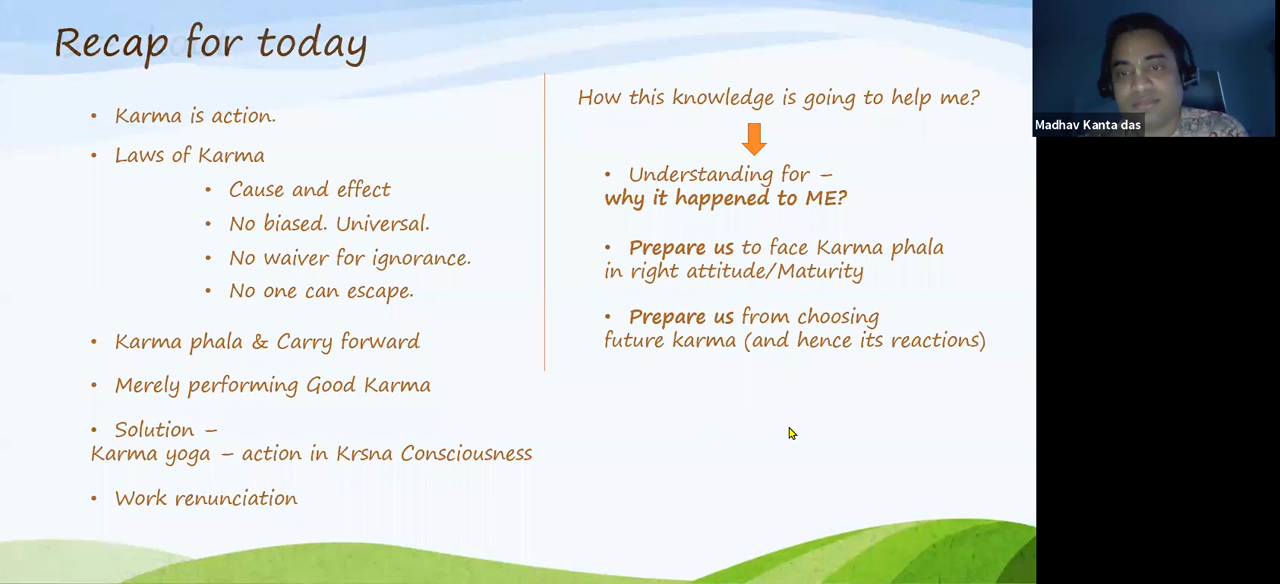 Recap for today
• Karma is action.
• Laws of Karma
• Cause and effect
• No biased. Universal.
• No waiver for ignorance.
• No one can escape.
• Karma phala & Carry forward
• Merely performing Good Karma
• Solution –
Karma yoga – action in Krsna Consciousness
• Work renunciation
How this knowledge is going to help me?
• Understanding for –
why it happened to ME?
• Prepare us to face Karma phala
in right attitude/Maturity
• Prepare us from choosing
future karma (and hence its reactions)
Madhav Kanta das